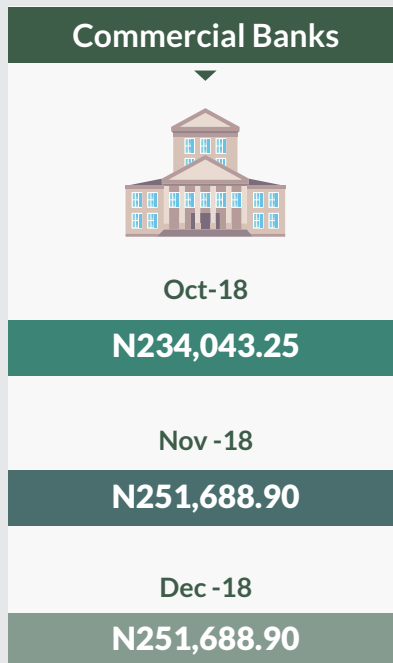 Commercial Banks
Oct-18
N234,043.25
Nov -18
N251,688.90
Dec -18
N251,688.90